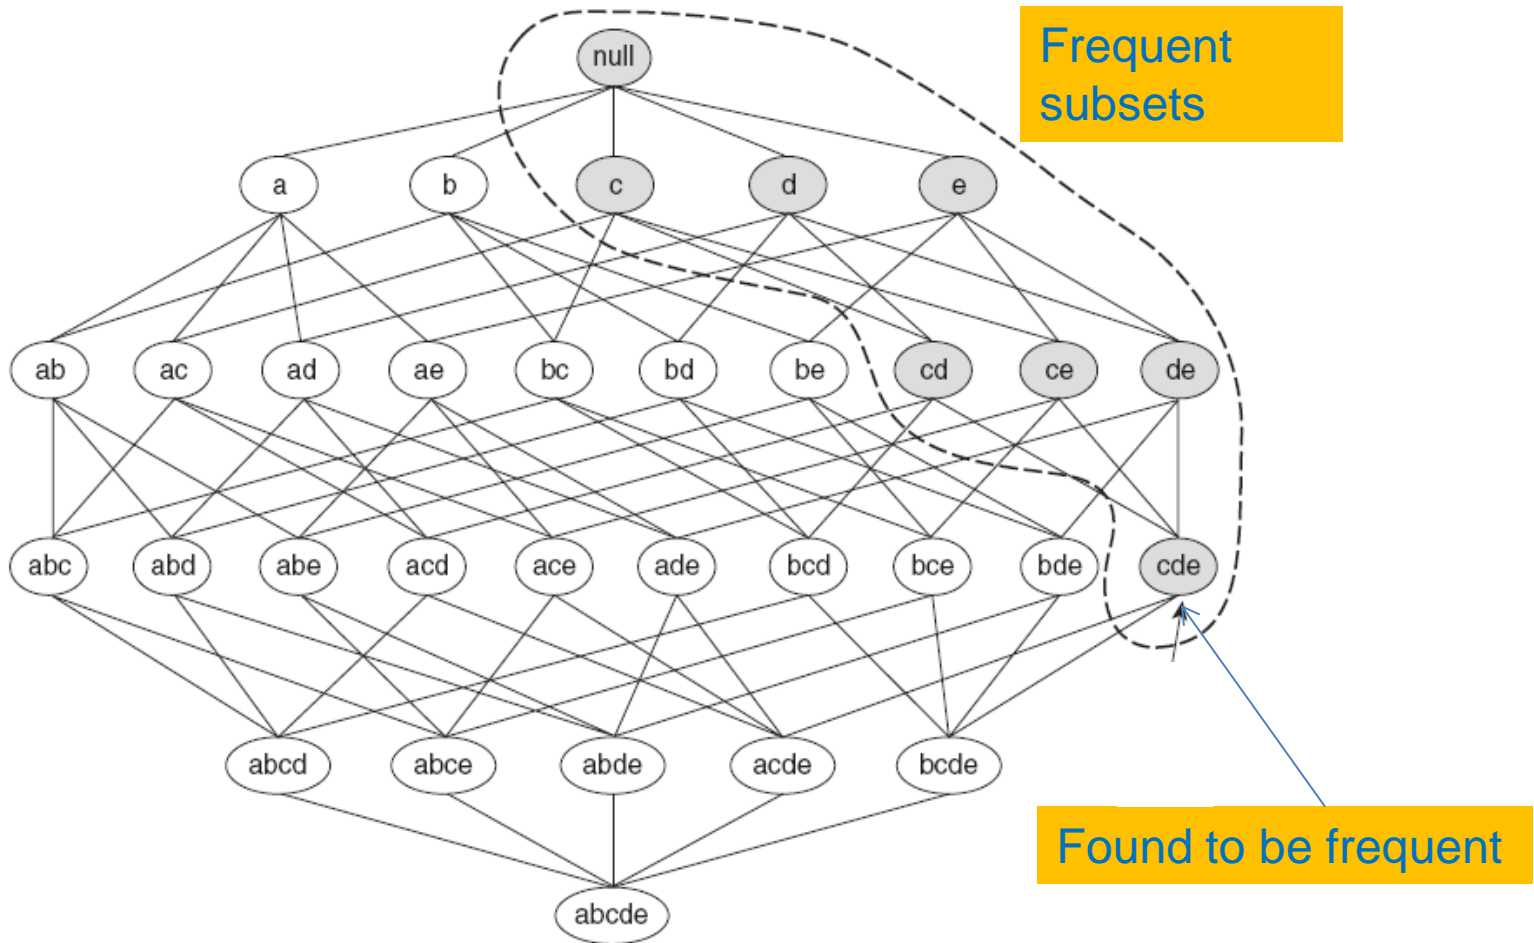 null
Frequent
subsets
a b c d e
ab ac ad ae bc bd be cd ce de
abc abd abe acd ace ade bcd bce bde cde
abcd abce abde acde bcde
Found to be frequent
abcde